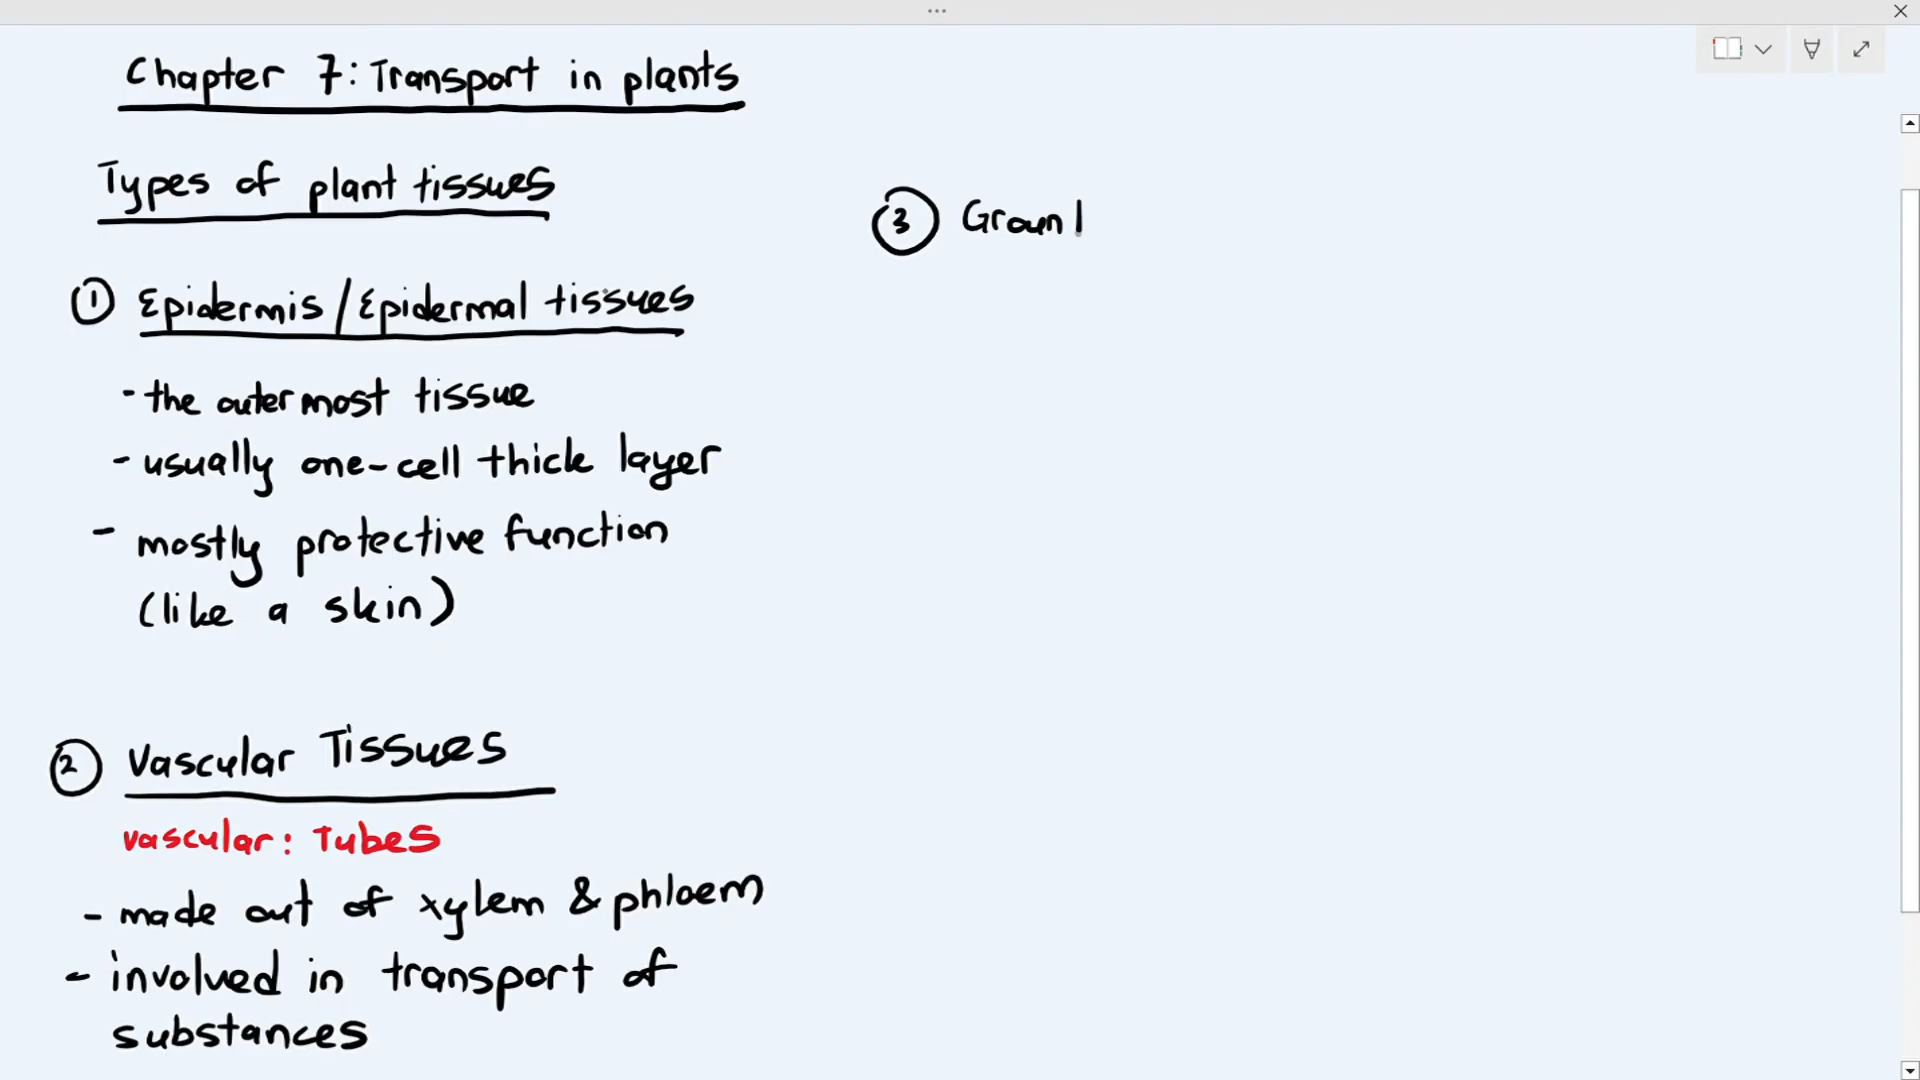 Chapter 7: Transport in plants
Types of plant tissues
① Epidermis/Epidermal tissues
- the outermost tissue
- usually one-cell thick layer
- mostly protective function
(like a skin)
② Vascular Tissues
vascular: Tubes
- made out of xylem & phloem
- involved in transport of
substances
③ Groun